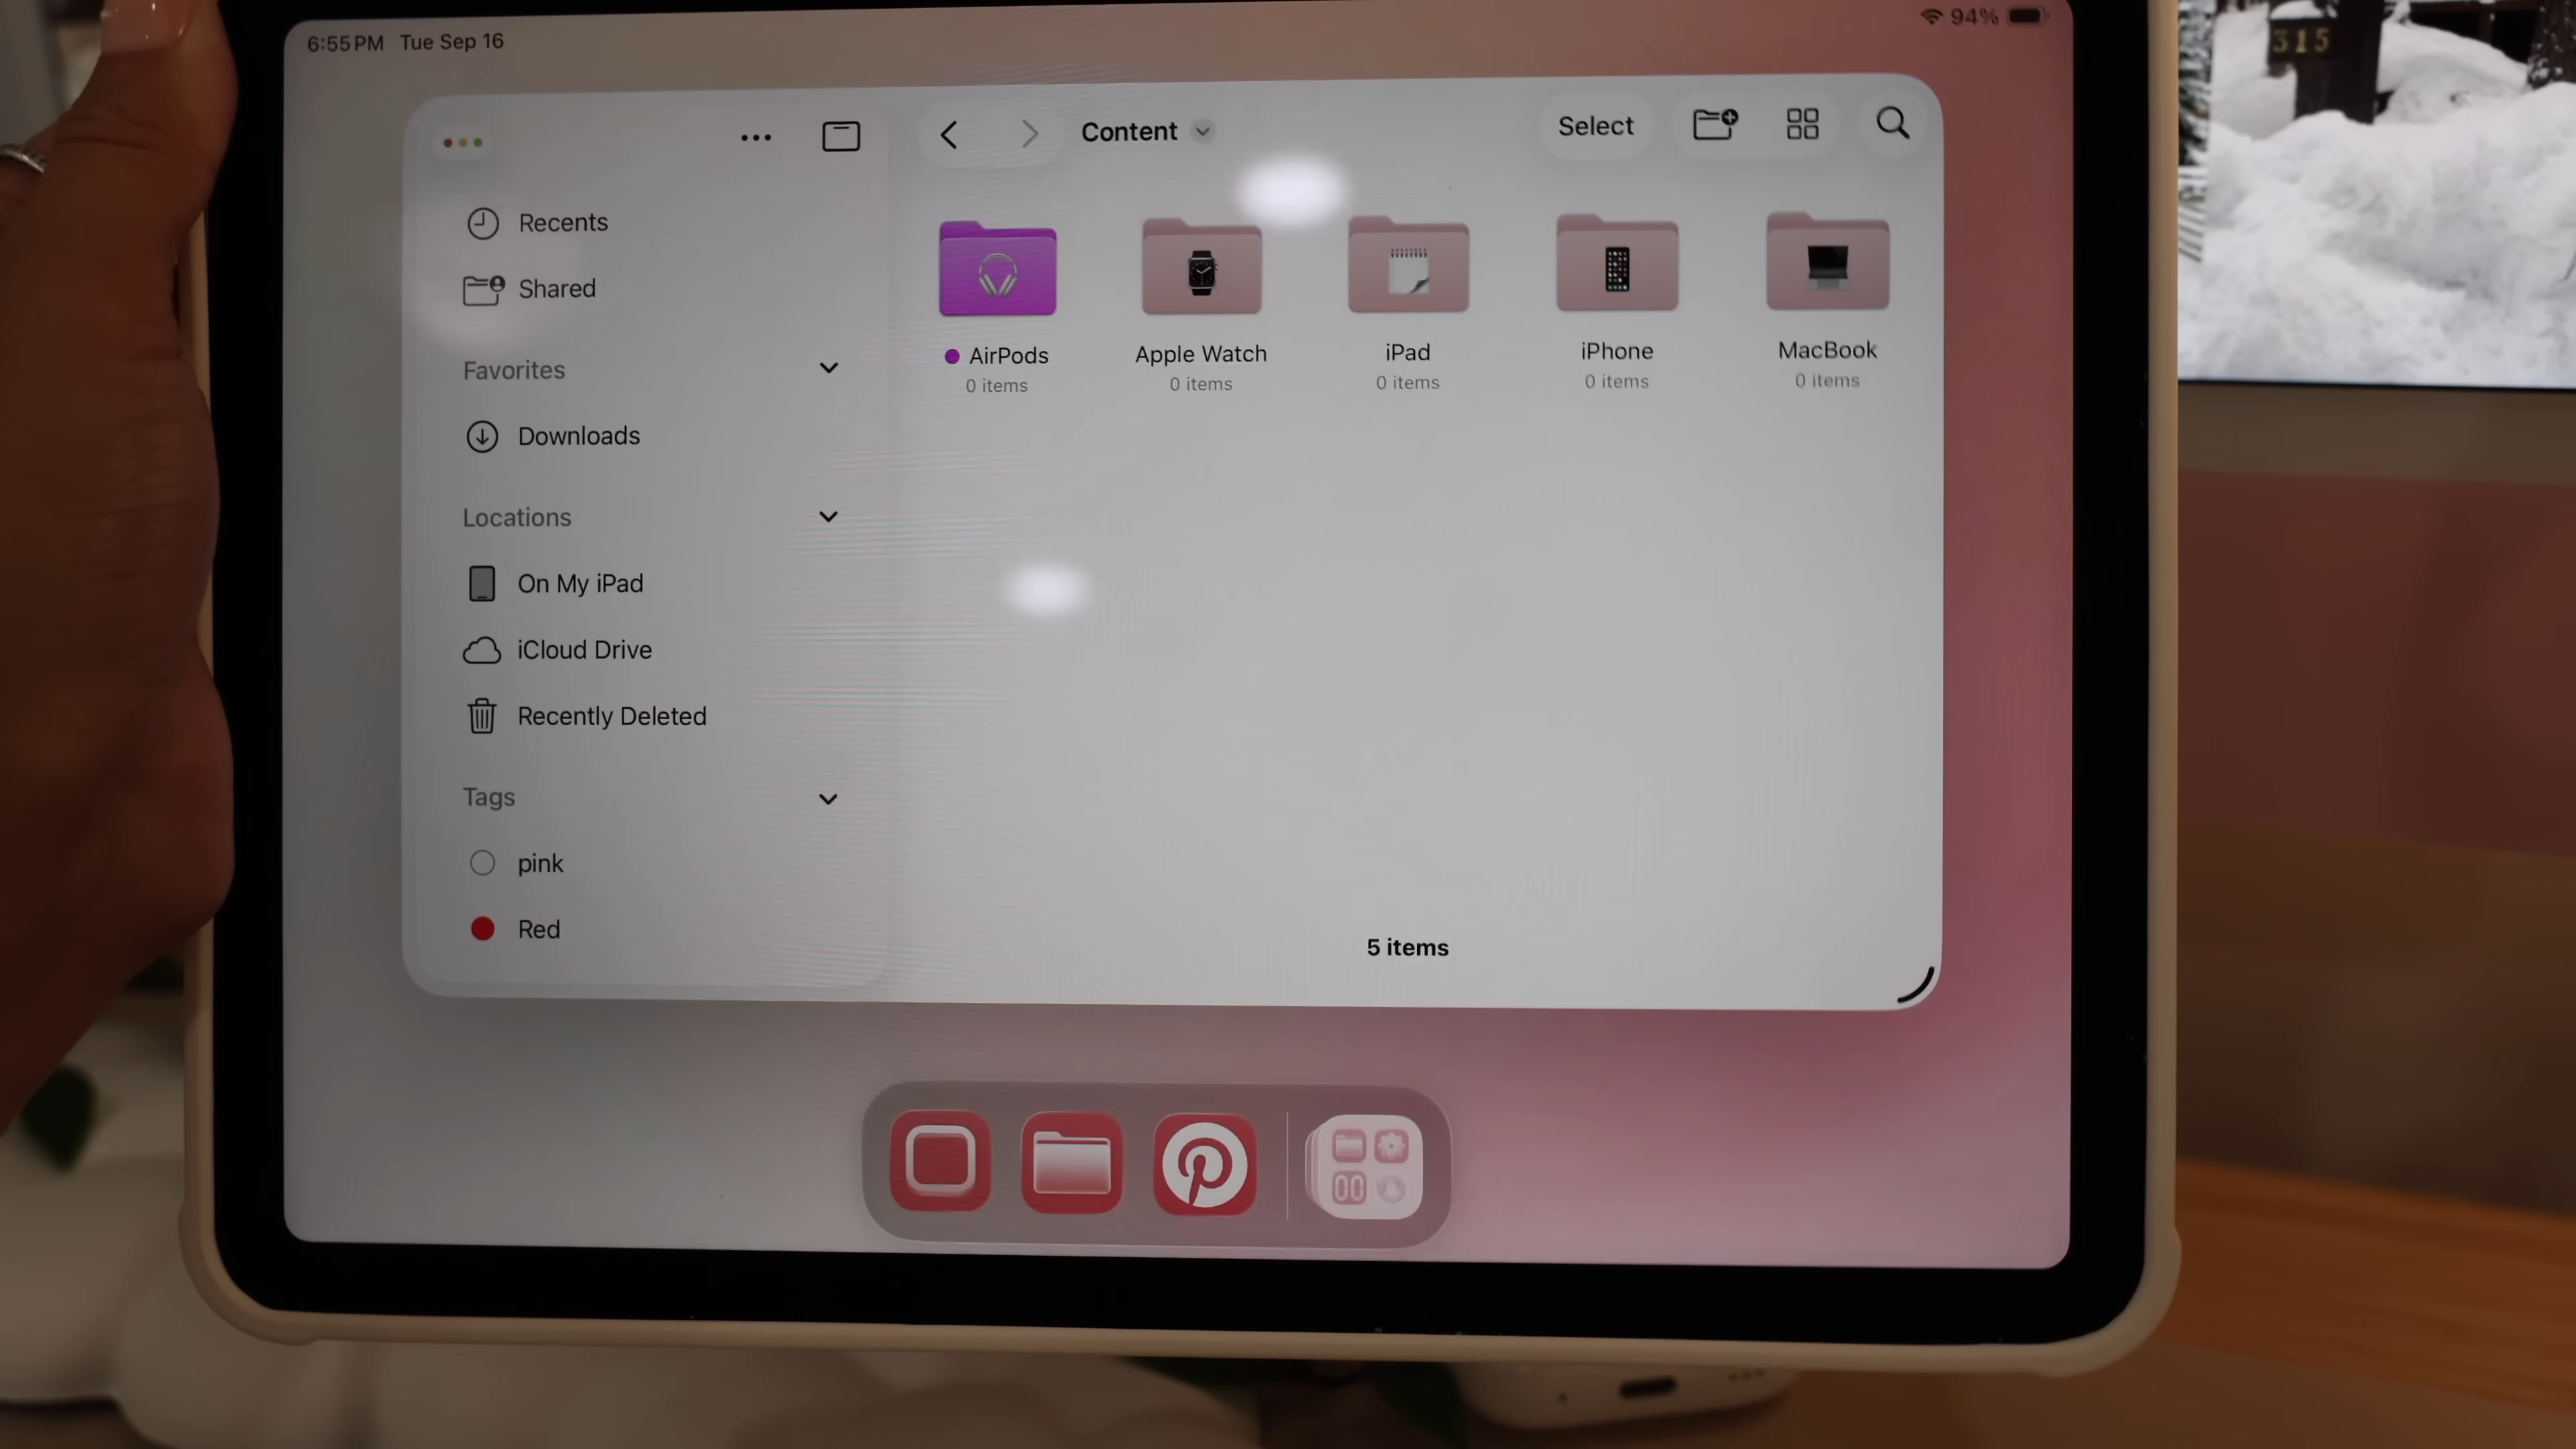 6:55 PM Tue Sep 16
94%
315
Content
Select
Recents
Shared
Favorites
Downloads
Locations
On My iPad
iCloud Drive
Recently Deleted
Tags
pink
Red
AirPods
0 items
Apple Watch
0 items
iPad
0 items
iPhone
0 items
MacBook
0 items
5 items